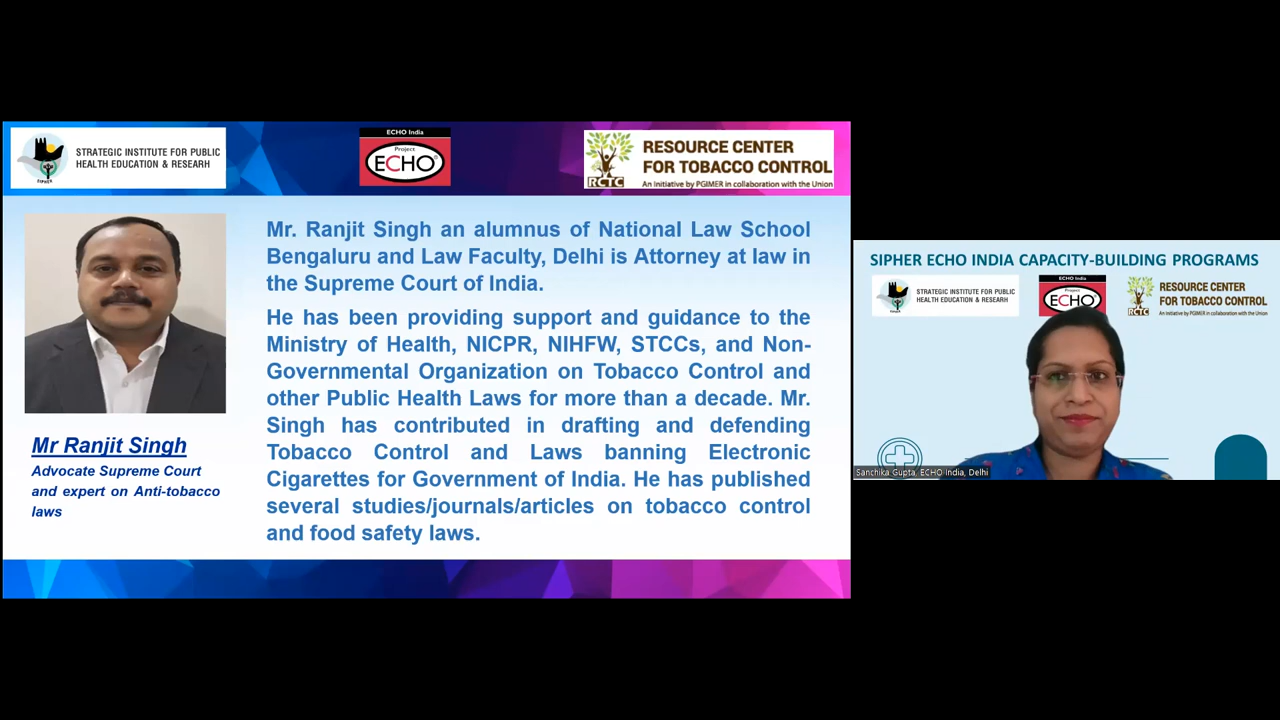 STRATEGIC INSTITUTE FOR PUBLIC
HEALTH EDUCATION & RESEARH
ECHO India
Project
ECHO®
RCTC
RESOURCE CENTER
FOR TOBACCO CONTROL
An Initiative by PGIMER in collaboration with the Union
Mr Ranjit Singh
Advocate Supreme Court
and expert on Anti-tobacco
laws
Mr. Ranjit Singh an alumnus of National Law School
Bengaluru and Law Faculty, Delhi is Attorney at law in
the Supreme Court of India.
He has been providing support and guidance to the
Ministry of Health, NICPR, NIHFW, STCCs, and Non-
Governmental Organization on Tobacco Control and
other Public Health Laws for more than a decade. Mr.
Singh has contributed in drafting and defending
Tobacco Control and Laws banning Electronic
Cigarettes for Government of India. He has published
several studies/journals/articles on tobacco control
and food safety laws.
SIPHER ECHO INDIA CAPACITY-BUILDING PROGRAMS
STRATEGIC INSTITUTE FOR PUBLIC
HEALTH EDUCATION & RESEARH
ECHO India
Project
ECHO®
RCTC
RESOURCE CENTER
FOR TOBACCO CONTROL
An Initiative by PGIMER in collaboration with the Union
Sanchika Gupta, ECHO India, Delhi